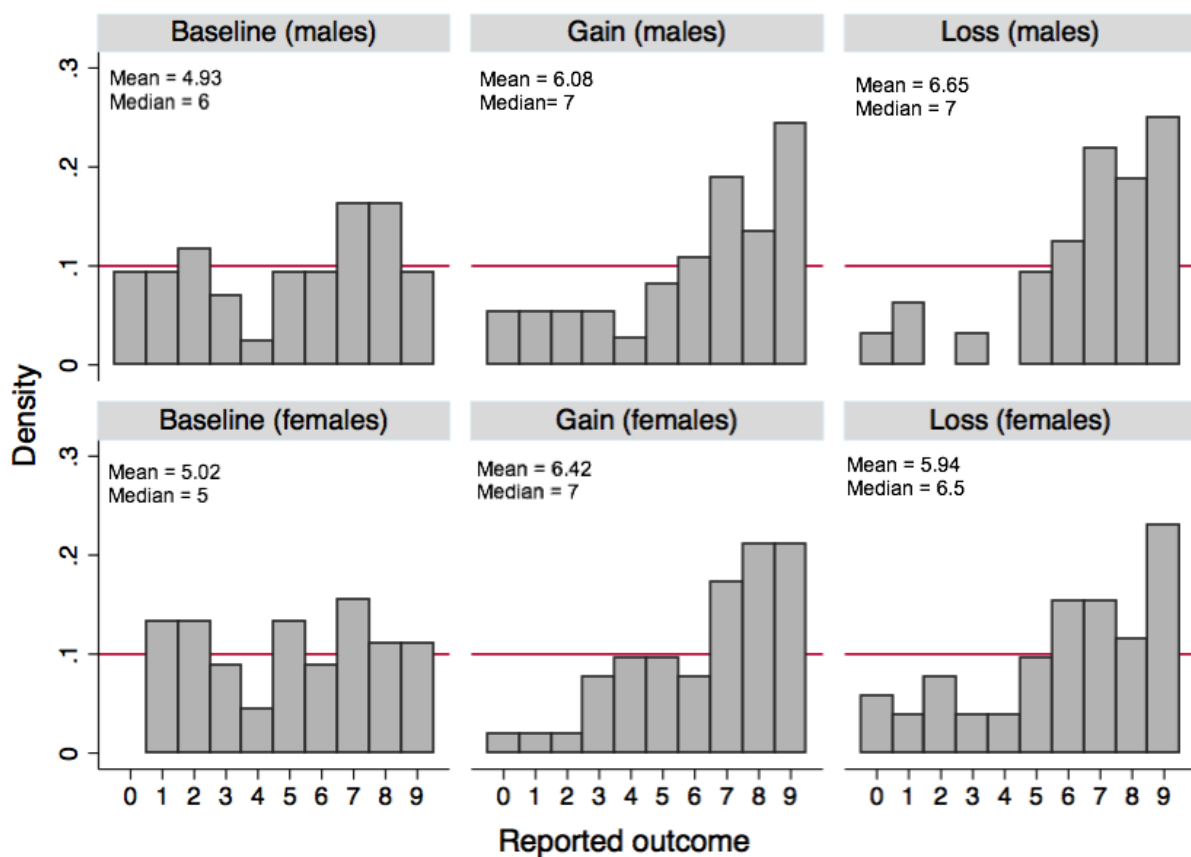 Baseline (males)
Gain (males)
Loss (males)
Mean = 4.93
Median = 6
Mean = 6.08
Median= 7
Mean = 6.65
Median = 7
.3
.2
.1
0
Baseline (females)
Gain (females)
Loss (females)
Mean = 5.02
Median = 5
Mean = 6.42
Median = 7
Mean = 5.94
Median = 6.5
.3
.2
.1
0
Density
0 1 2 3 4 5 6 7 8 9
0 1 2 3 4 5 6 7 8 9
0 1 2 3 4 5 6 7 8 9
Reported outcome